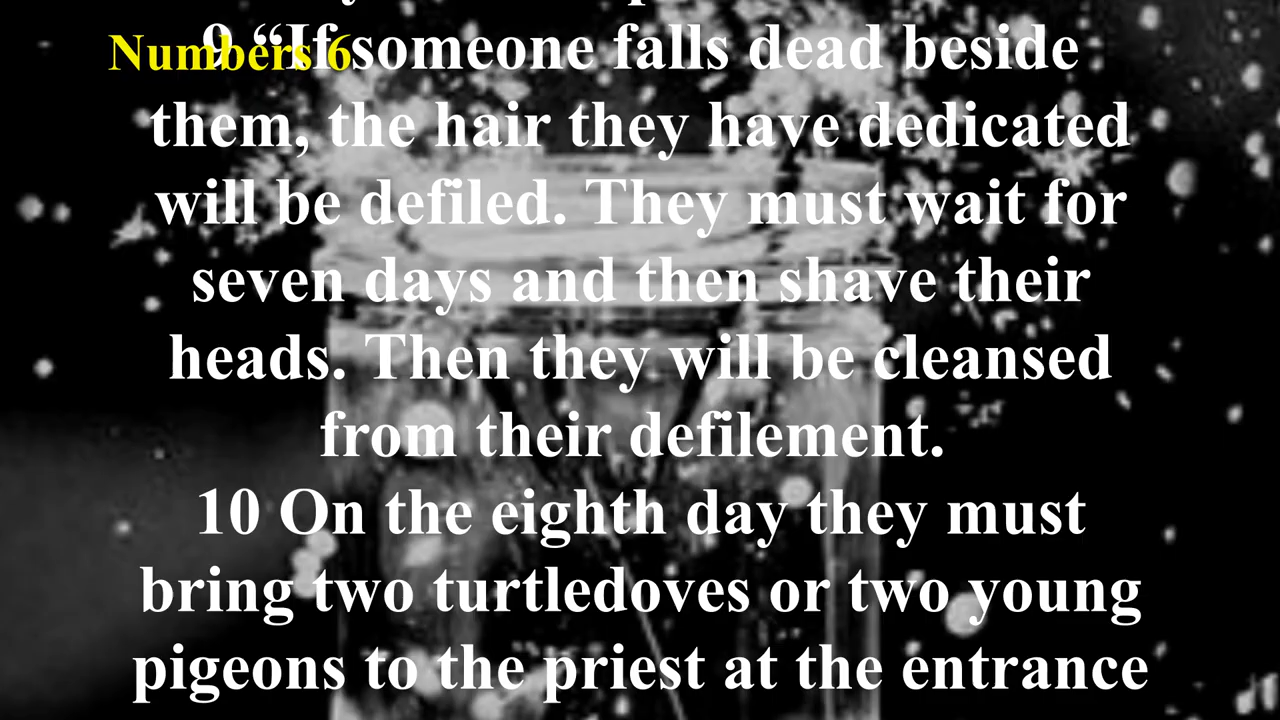 Numbers 6
9 “If someone falls dead beside
them, the hair they have dedicated
will be defiled. They must wait for
seven days and then shave their
heads. Then they will be cleansed
from their defilement.
10 On the eighth day they must
bring two turtledoves or two young
pigeons to the priest at the entrance